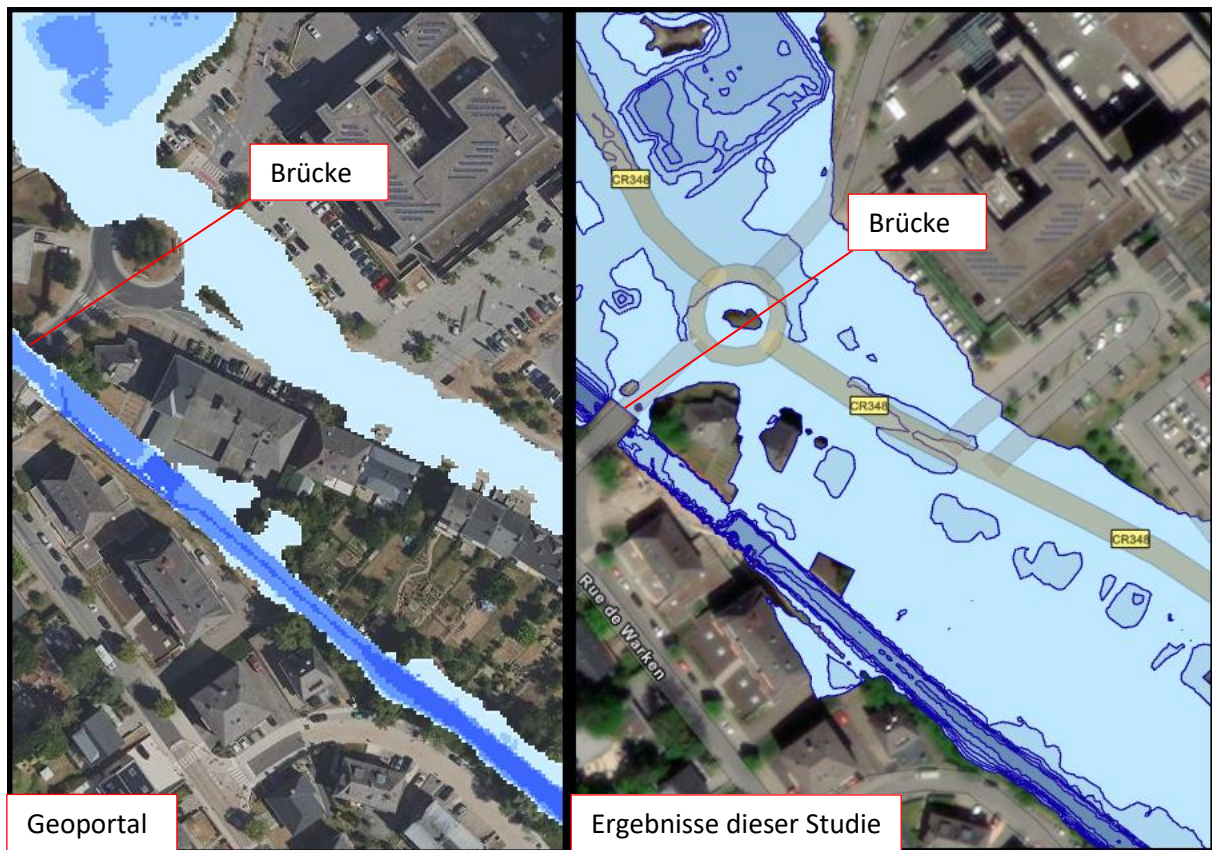 Brücke
Geoportal
CR348
Brücke
CR348
CR348
Rue de Warken
Ergebnisse dieser Studie